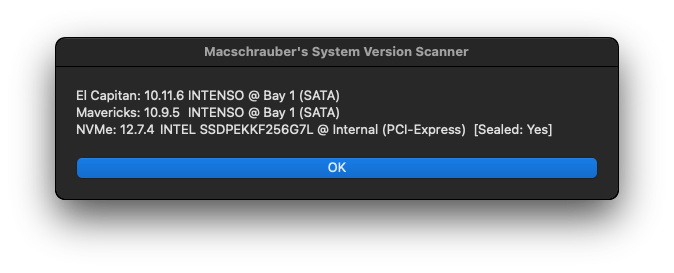 Macschrauber's System Version Scanner
El Capitan: 10.11.6 INTENSO @ Bay 1 (SATA)
Mavericks: 10.9.5  INTENSO @ Bay 1 (SATA)
NVMe: 12.7.4 INTEL SSDPEKKF256G7L @ Internal (PCI-Express)  [Sealed: Yes]
OK